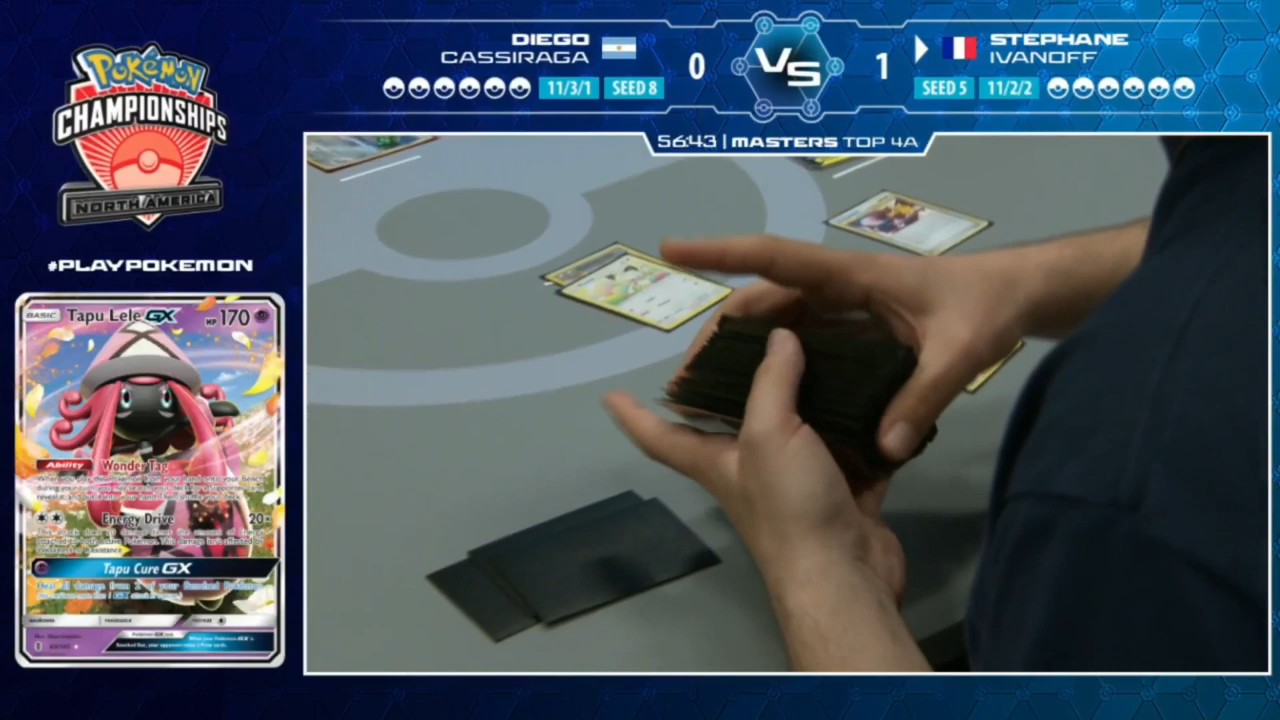 Pokémon
CHAMPIONSHIPS
NORTH AMERICA
#PLAYPOKEMON
DIEGO
CASSIRAGA
11/3/1
SEED 8
0
VS
1
STEPHANE
IVANOFF
SEED 5
11/2/2
56:43 | MASTERS TOP 4A
BASIC
Tapu Lele GX
HP 170
Ability Wonder Tag
Energy Drive 20×
Tapu Cure GX